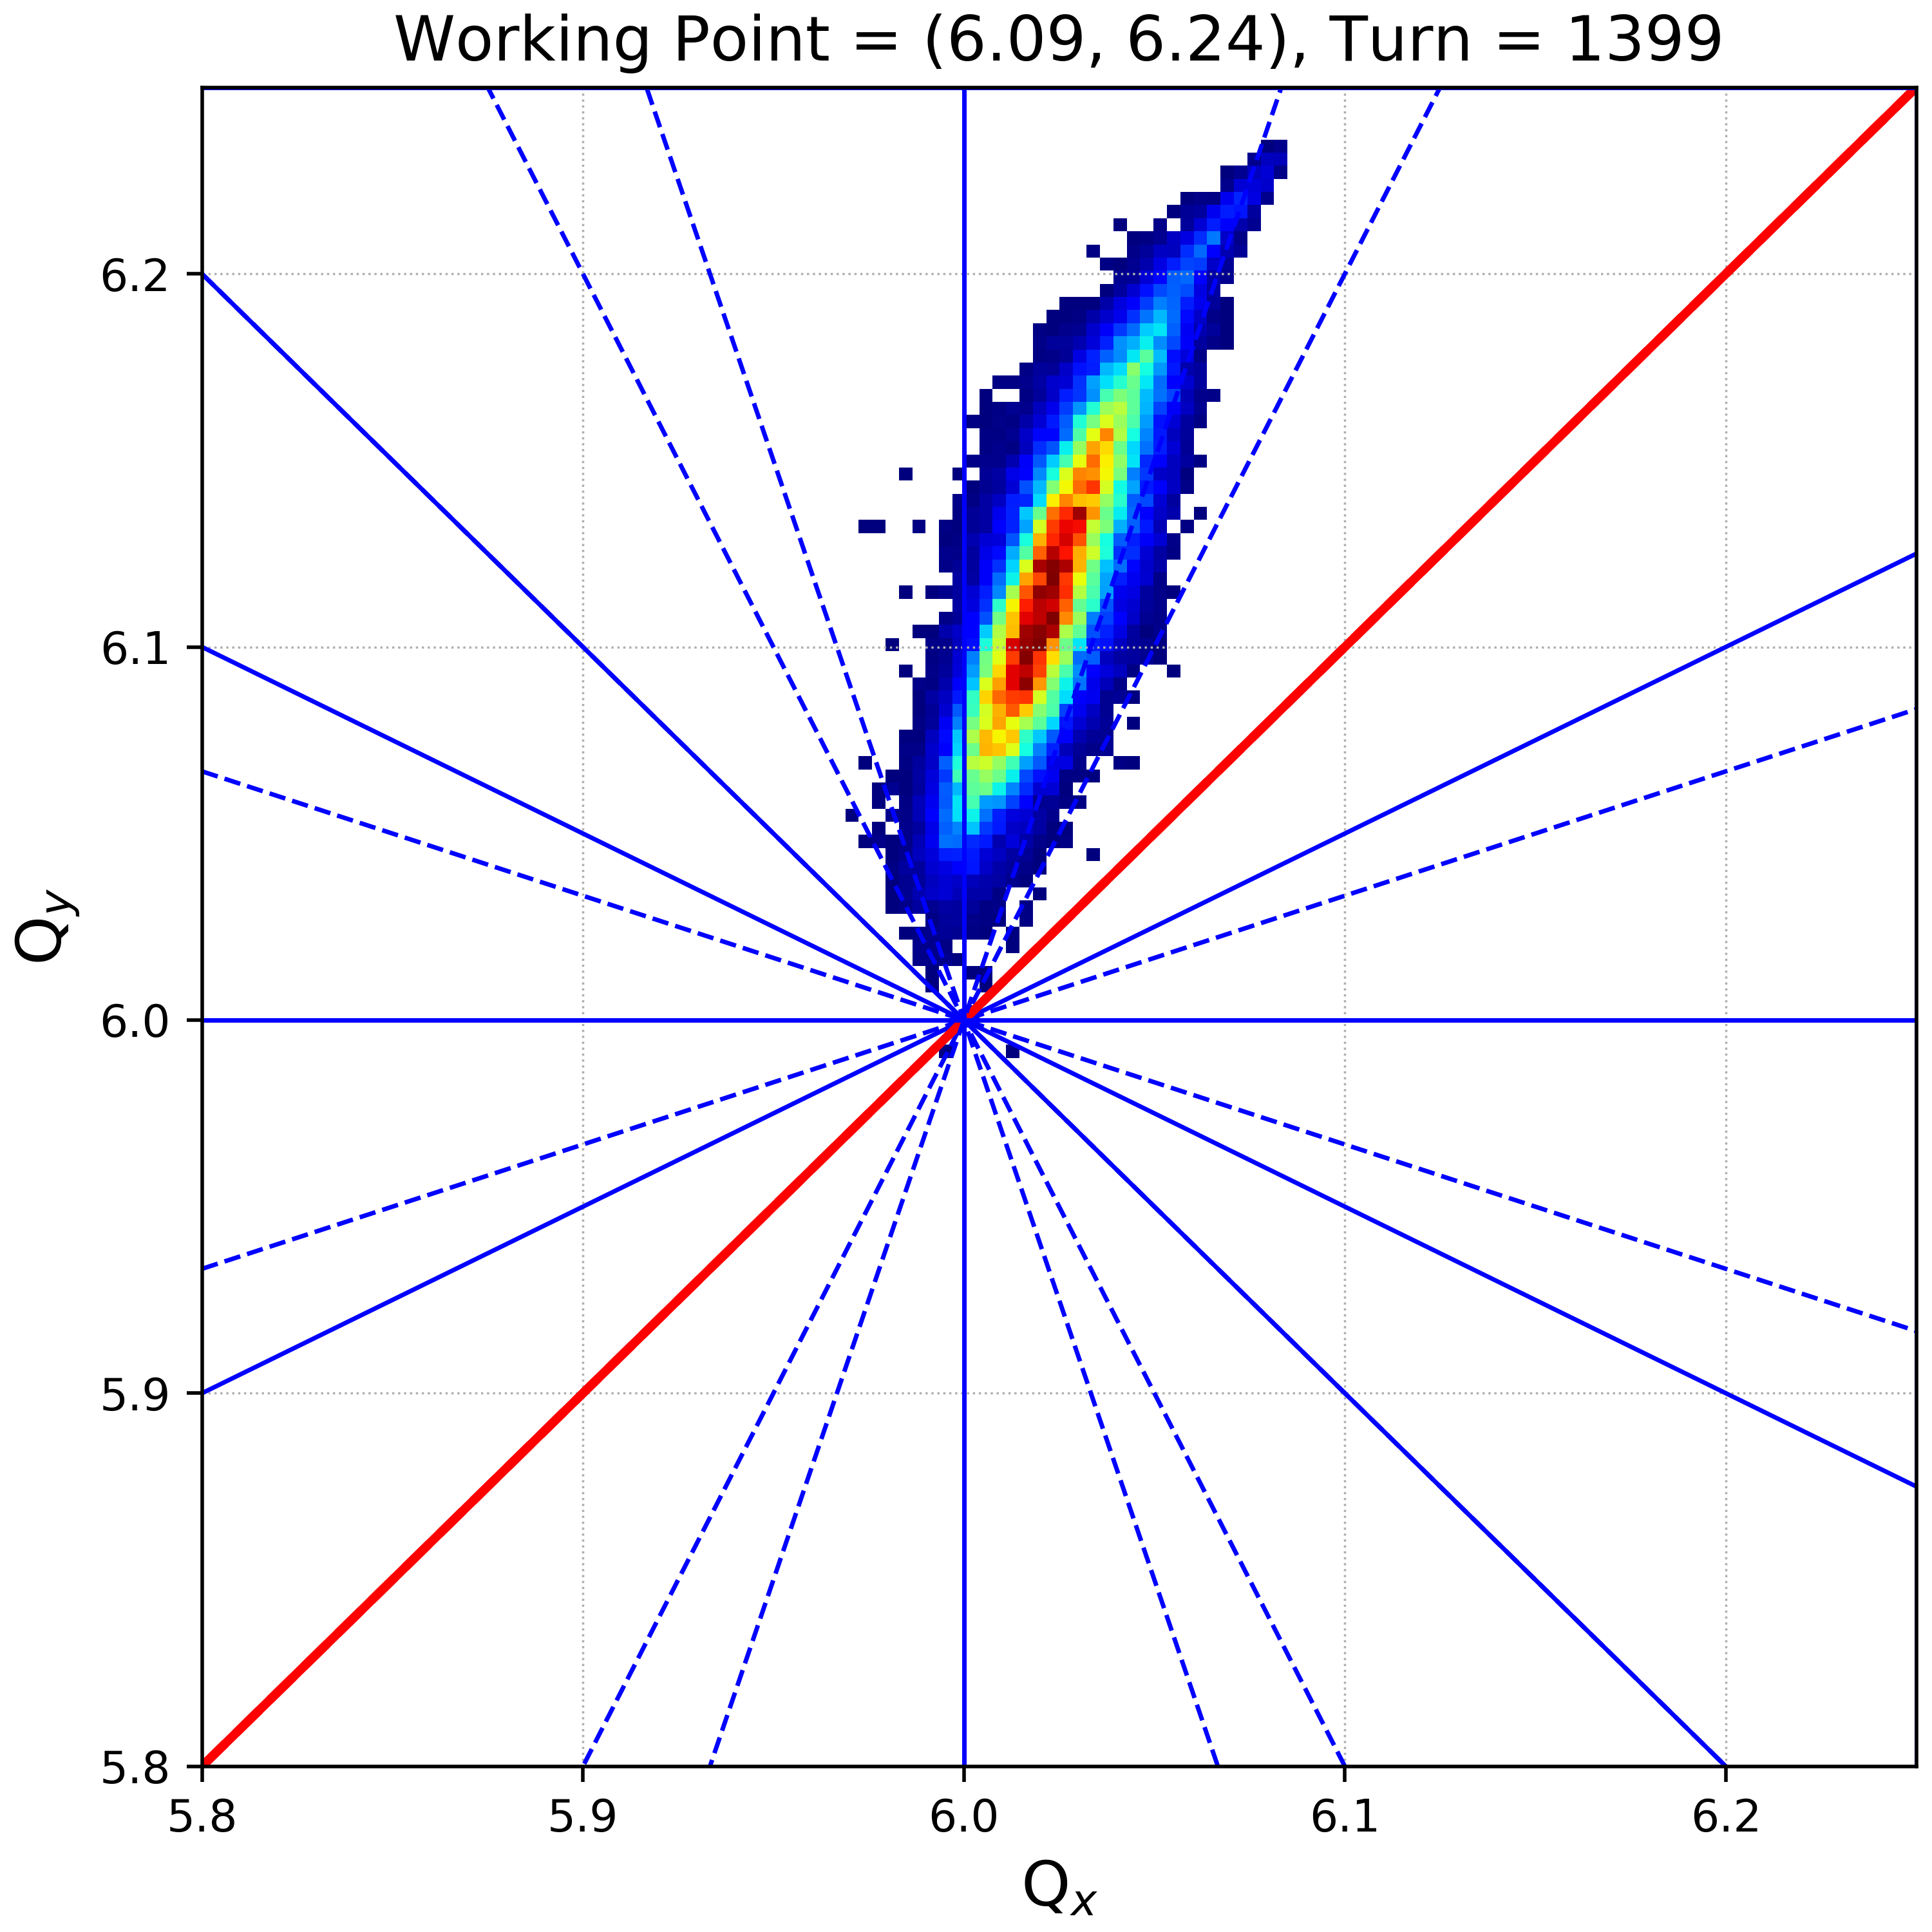 Working Point = (6.09, 6.24), Turn = 1399
6.2
6.1
6.0
5.9
5.8
Qy
5.8 5.9 6.0 6.1 6.2
Qx